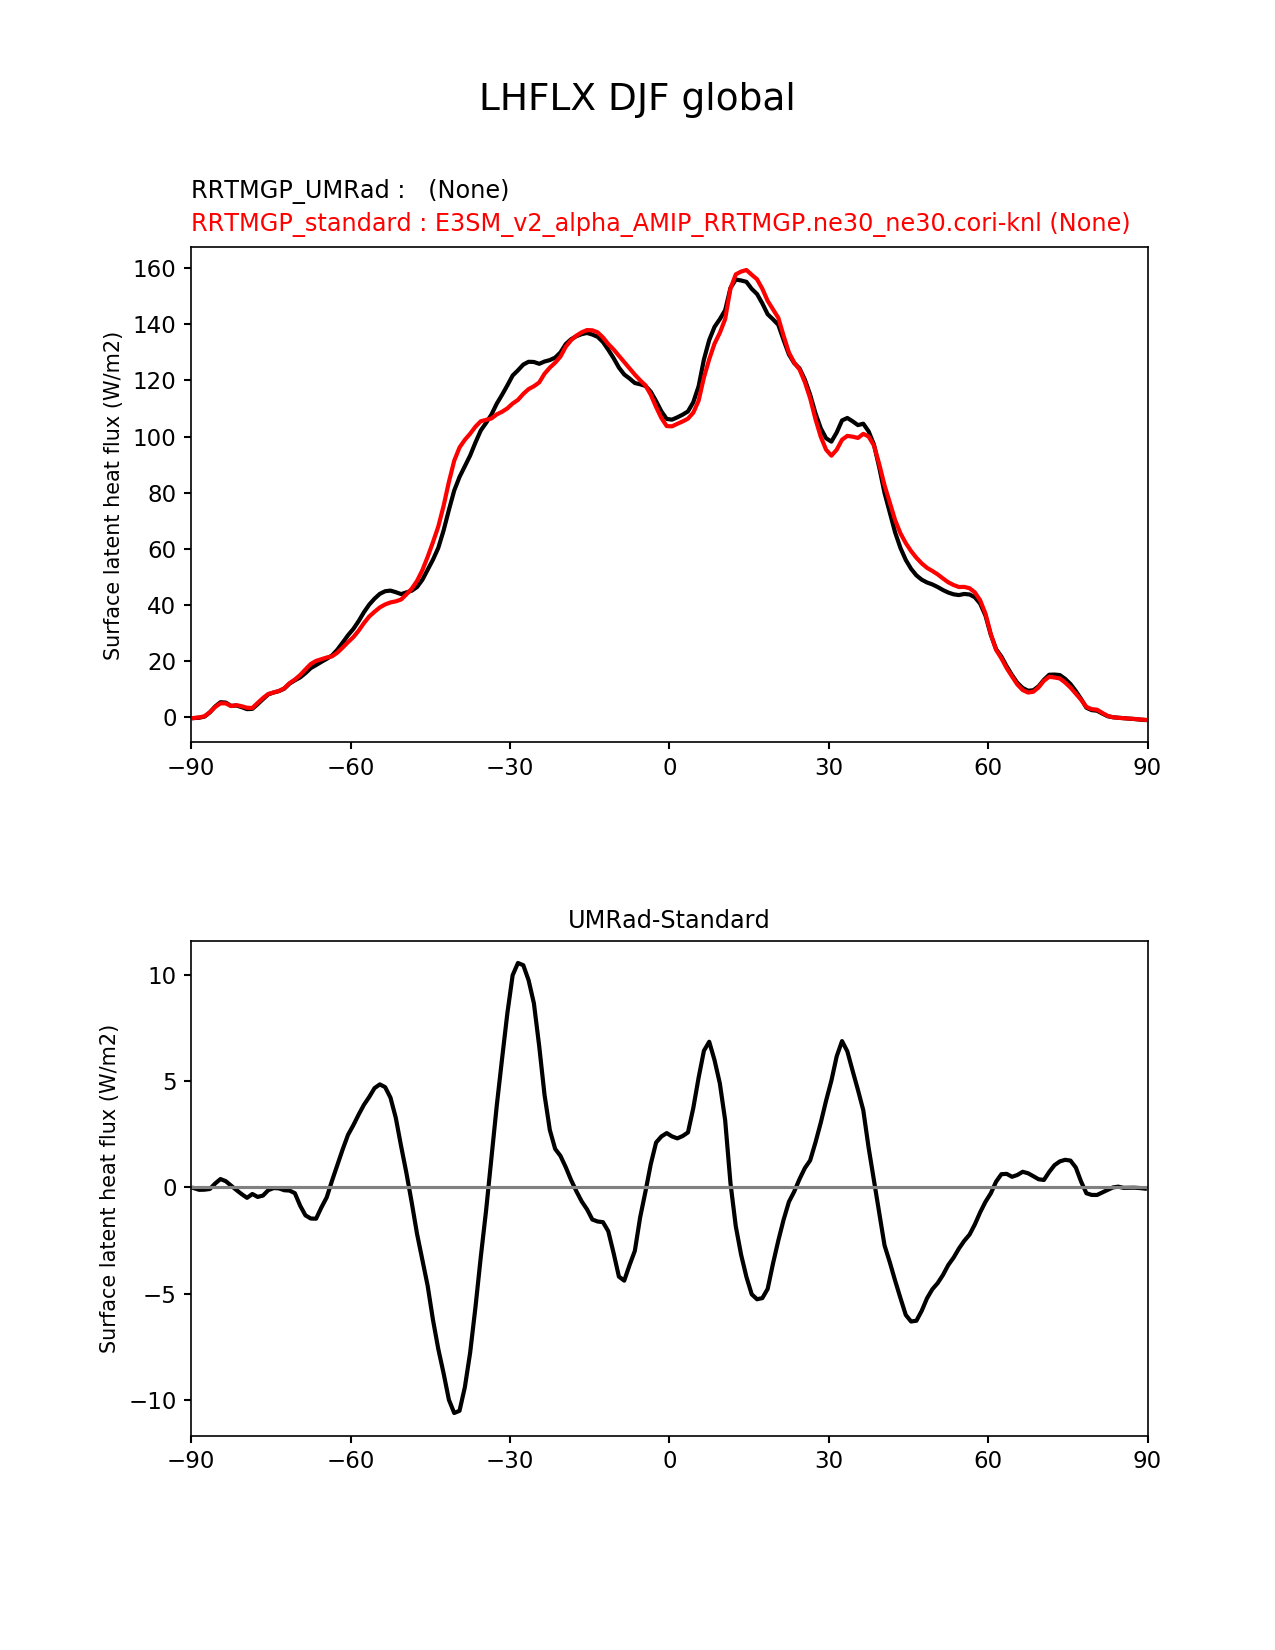 LHFLX DJF global
RRTMGP_UMRad :   (None)
RRTMGP_standard : E3SM_v2_alpha_AMIP_RRTMGP.ne30_ne30.cori-knl (None)
Surface latent heat flux (W/m2)
160
140
120
100
80
60
40
20
0
−90 −60 −30 0 30 60 90
UMRad-Standard
Surface latent heat flux (W/m2)
10
5
0
−5
−10
−90 −60 −30 0 30 60 90